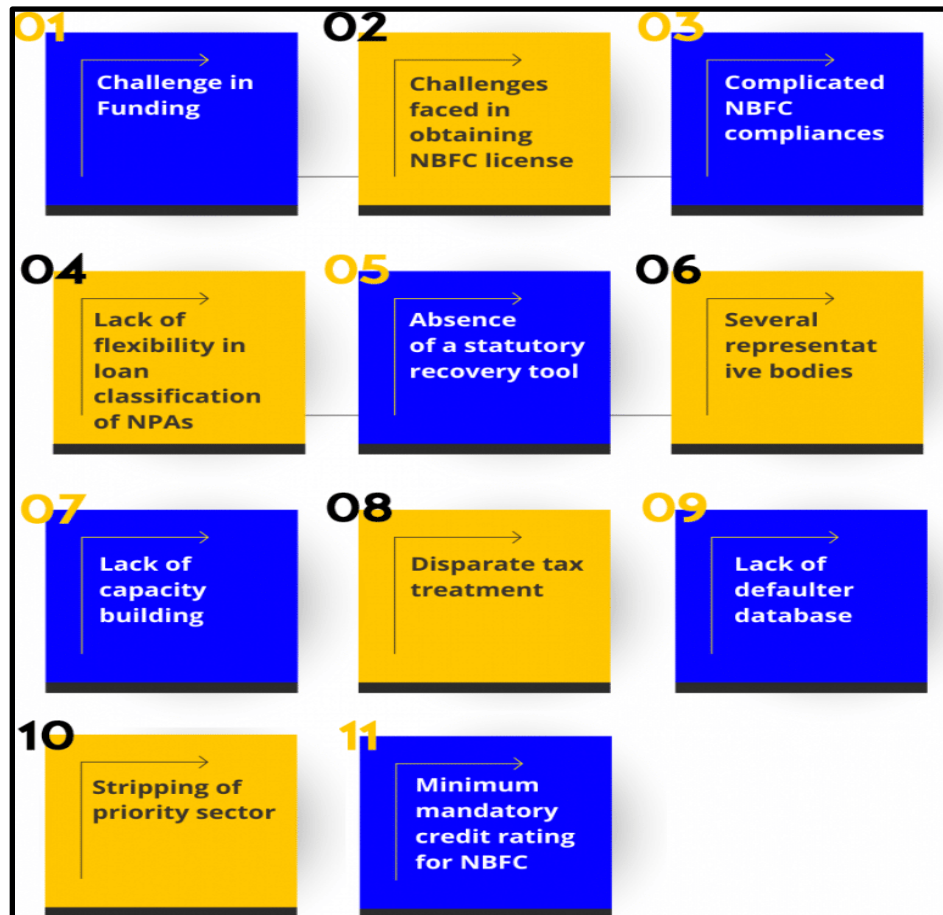 01
Challenge in
Funding
02
Challenges
faced in
obtaining
NBFC license
03
Complicated
NBFC
compliances
04
Lack of
flexibility in
loan
classification
of NPAs
05
Absence
of a statutory
recovery tool
06
Several
representat
ive bodies
07
Lack of
capacity
building
08
Disparate tax
treatment
09
Lack of
defaulter
database
10
Stripping of
priority sector
11
Minimum
mandatory
credit rating
for NBFC